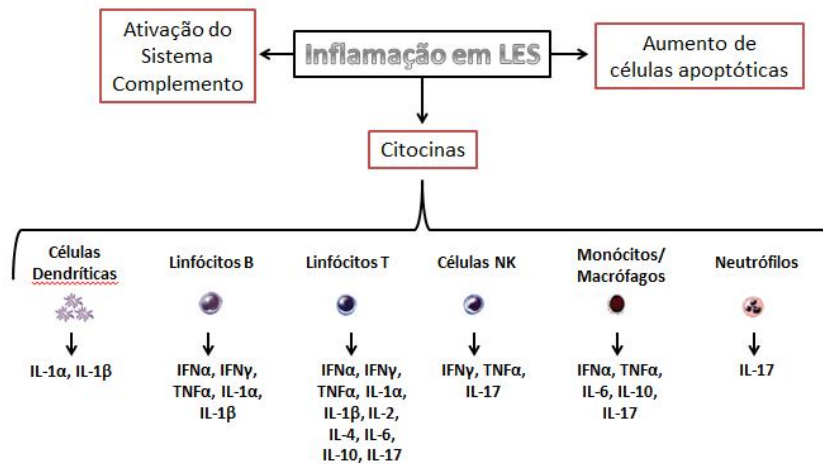 Ativação do
Sistema
Complemento
Inflamação em LES
Aumento de
células apoptóticas
Citocinas
Células
Dendríticas
Linfócitos B
Linfócitos T
Células NK
Monócitos/
Macrófagos
Neutrófilos
IL-1α, IL-1β
IFNα, IFNγ,
TNFα, IL-1α,
IL-1β
IFNα, IFNγ,
TNFα, IL-1α,
IL-1β, IL-2,
IL-4, IL-6,
IL-10, IL-17
IFNγ, TNFα,
IL-17
IFNα, TNFα,
IL-6, IL-10,
IL-17
IL-17